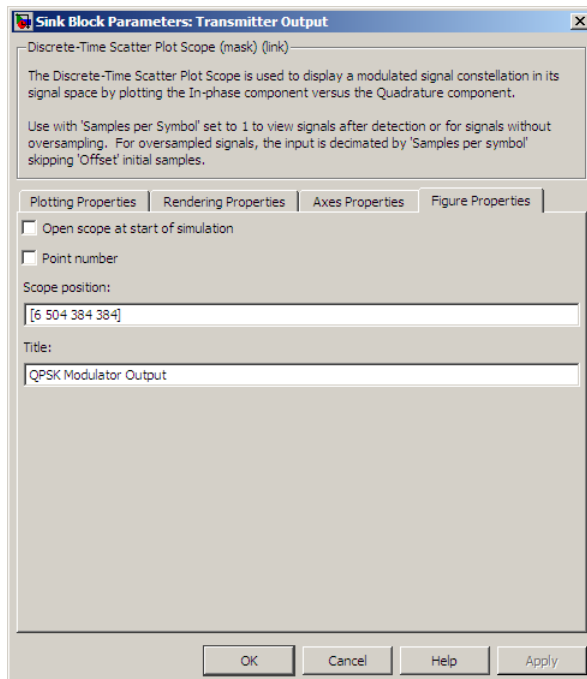 Sink Block Parameters: Transmitter Output
Discrete-Time Scatter Plot Scope (mask) (link)
The Discrete-Time Scatter Plot Scope is used to display a modulated signal constellation in its
signal space by plotting the In-phase component versus the Quadrature component.
Use with 'Samples per Symbol' set to 1 to view signals after detection or for signals without
oversampling. For oversampled signals, the input is decimated by 'Samples per symbol'
skipping 'Offset' initial samples.
Plotting Properties Rendering Properties Axes Properties Figure Properties
Open scope at start of simulation
Point number
Scope position:
[6 504 384 384]
Title:
QPSK Modulator Output
OK Cancel Help Apply